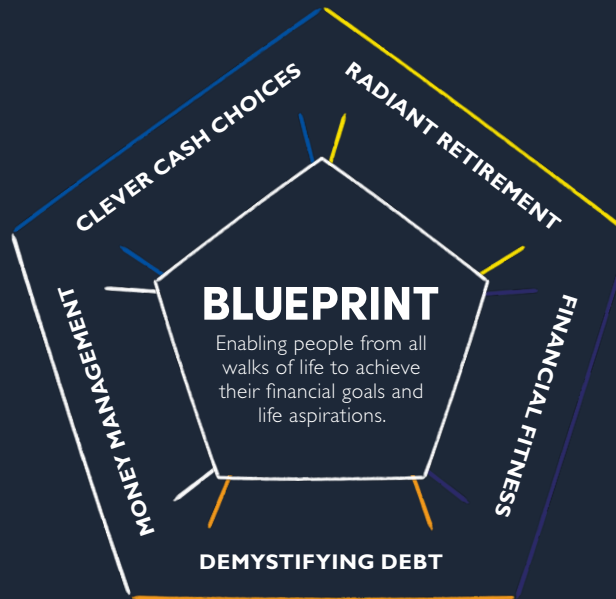 CLEVER CASH CHOICES
RADIANT RETIREMENT
MONEY MANAGEMENT
BLUEPRINT
Enabling people from all
walks of life to achieve
their financial goals and
life aspirations.
FINANCIAL FITNESS
DEMYSTIFYING DEBT